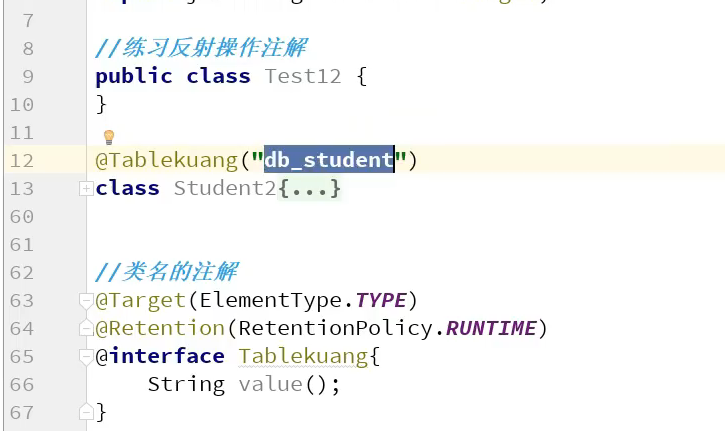 7
8 //练习反射操作注解
9 public class Test12 {
10 }
11
12 @Tablekuang("db_student")
13 class Student2{...}
60
61
62 //类名的注解
63 @Target(ElementType.TYPE)
64 @Retention(RetentionPolicy.RUNTIME)
65 @interface Tablekuang{
66 String value();
67 }